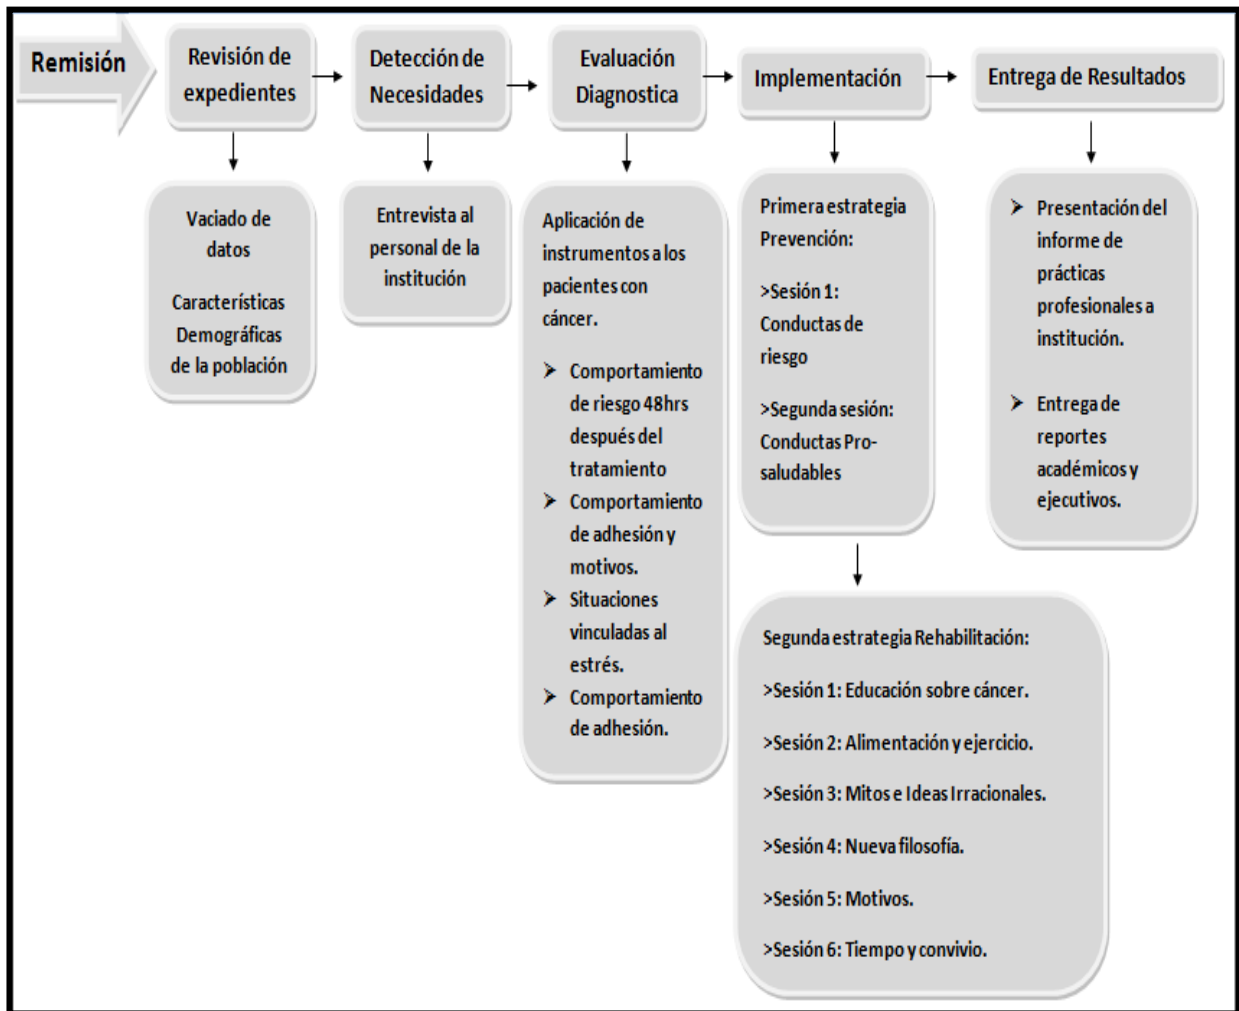 Remisión
Revisión de
expedientes
Detección de
Necesidades
Evaluación
Diagnostica
Implementación
Entrega de Resultados
Vaciado de
datos
Características
Demográficas
de la población
Entrevista al
personal de la
institución
Aplicación de
instrumentos a los
pacientes con
cáncer.
➢ Comportamiento
de riesgo 48hrs
después del
tratamiento
➢ Comportamiento
de adhesión y
motivos.
➢ Situaciones
vinculadas al
estrés.
➢ Comportamiento
de adhesión.
Primera estrategia
Prevención:
>Sesión 1:
Conductas de
riesgo
>Segunda sesión:
Conductas Pro-
saludables
Segunda estrategia Rehabilitación:
>Sesión 1: Educación sobre cáncer.
>Sesión 2: Alimentación y ejercicio.
>Sesión 3: Mitos e Ideas Irracionales.
>Sesión 4: Nueva filosofía.
>Sesión 5: Motivos.
>Sesión 6: Tiempo y convivio.
➢ Presentación del
informe de
prácticas
profesionales a
institución.
➢ Entrega de
reportes
académicos y
ejecutivos.